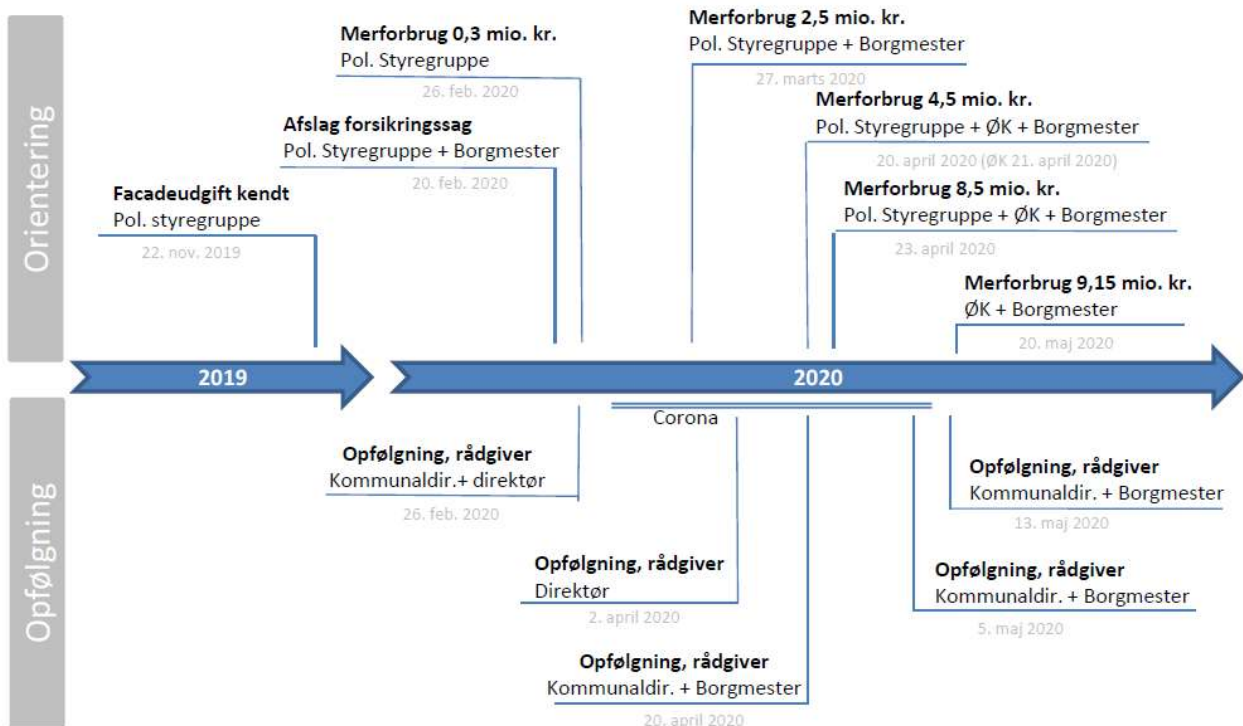 Orientering
Merforbrug 0,3 mio. kr.
Pol. Styregruppe
26. feb. 2020
Afslag forsikringssag
Pol. Styregruppe + Borgmester
20. feb. 2020
Facadeudgift kendt
Pol. styregruppe
22. nov. 2019
Merforbrug 2,5 mio. kr.
Pol. Styregruppe + Borgmester
27. marts 2020
Merforbrug 4,5 mio. kr.
Pol. Styregruppe + ØK + Borgmester
20. april 2020 (ØK 21. april 2020)
Merforbrug 8,5 mio. kr.
Pol. Styregruppe + ØK + Borgmester
23. april 2020
Merforbrug 9,15 mio. kr.
ØK + Borgmester
20. maj 2020
2019
2020
Opfølgning
Corona
Opfølgning, rådgiver
Kommunaldir.+ direktør
26. feb. 2020
Opfølgning, rådgiver
Direktør
2. april 2020
Opfølgning, rådgiver
Kommunaldir. + Borgmester
20. april 2020
Opfølgning, rådgiver
Kommunaldir. + Borgmester
13. maj 2020
Opfølgning, rådgiver
Kommunaldir. + Borgmester
5. maj 2020